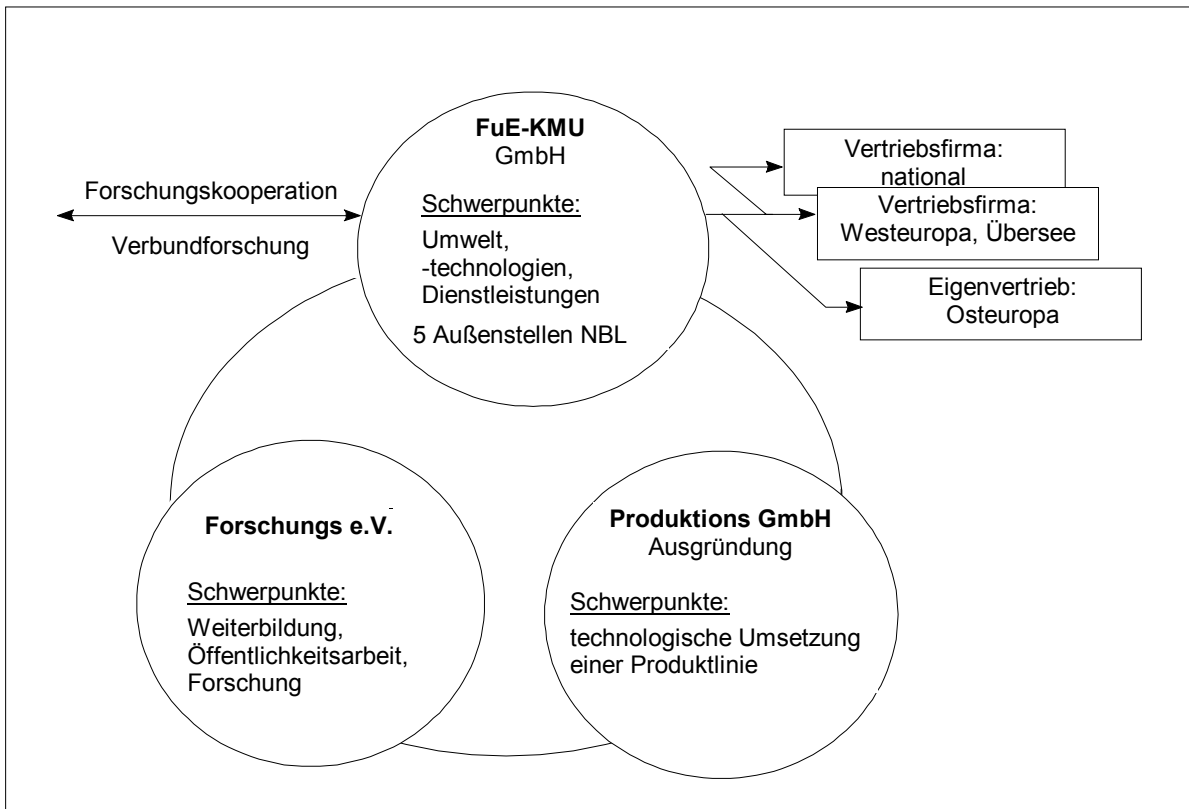 FuE-KMU
GmbH
Schwerpunkte:
Umwelt,
-technologien,
Dienstleistungen
5 Außenstellen NBL
Forschungskooperation
Verbundforschung
Vertriebsfirma:
national
Vertriebsfirma:
Westeuropa, Übersee
Eigenvertrieb:
Osteuropa
Forschungs e.V.
Schwerpunkte:
Weiterbildung,
Öffentlichkeitsarbeit,
Forschung
Produktions GmbH
Ausgründung
Schwerpunkte:
technologische Umsetzung
einer Produktlinie